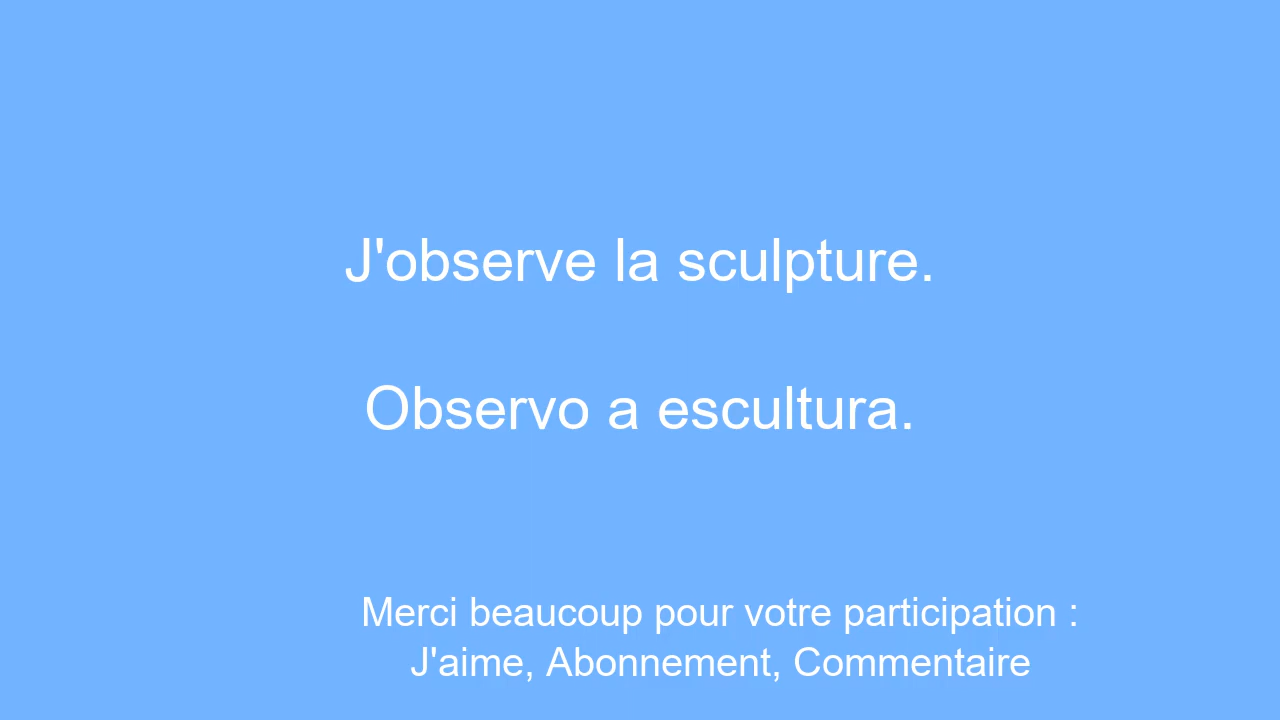 J'observe la sculpture.
Observo a escultura.
Merci beaucoup pour votre participation :
J'aime, Abonnement, Commentaire